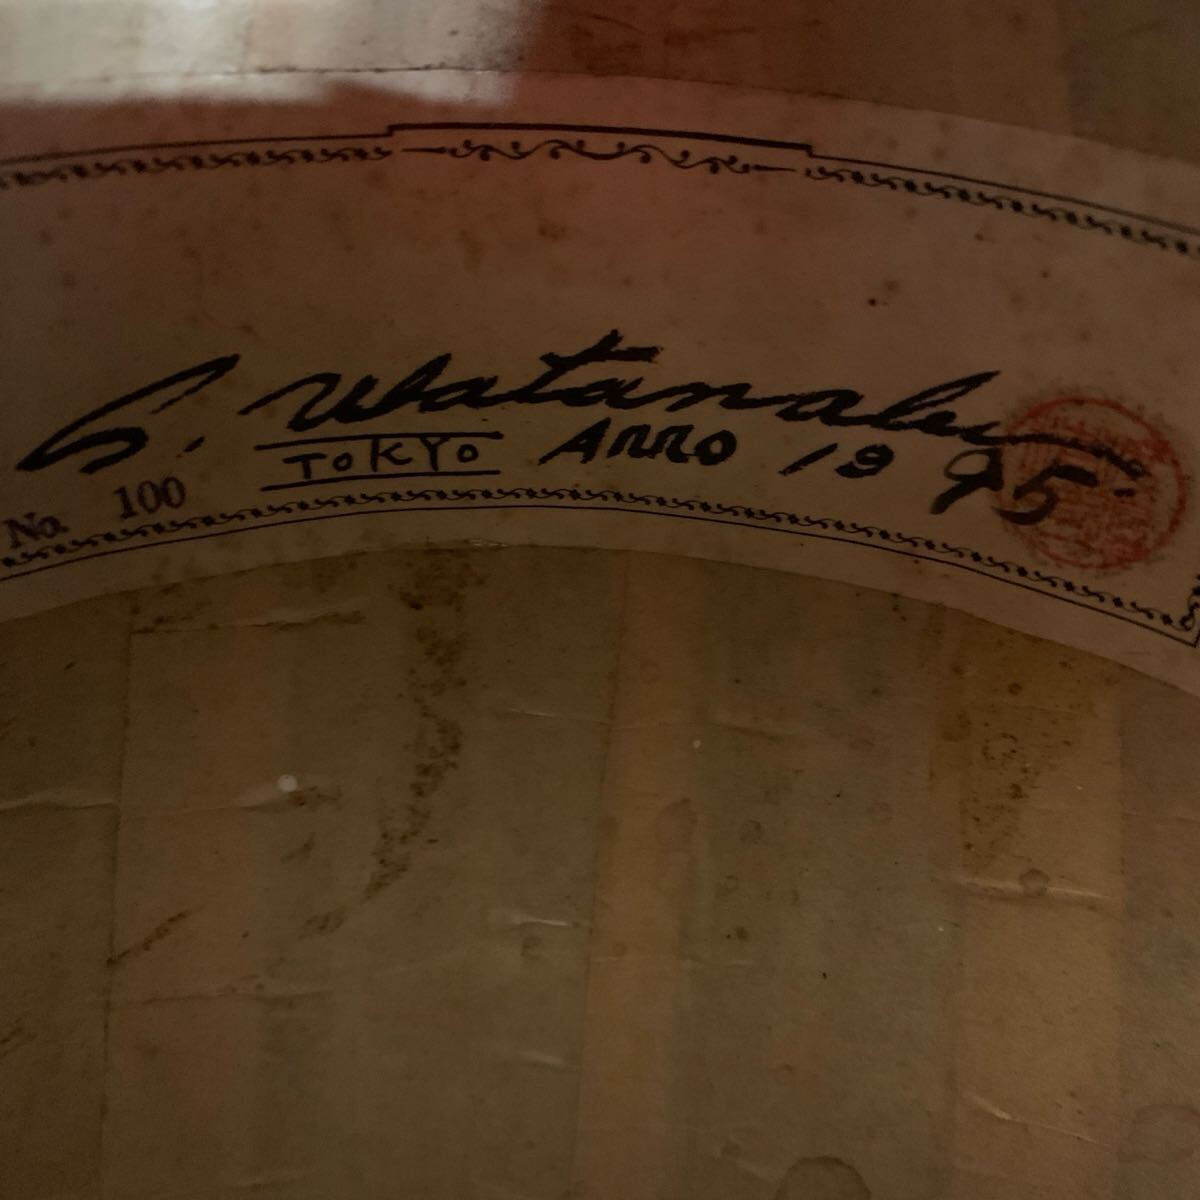 S. Watanabe
TOKYO Anno 1995
No. 100